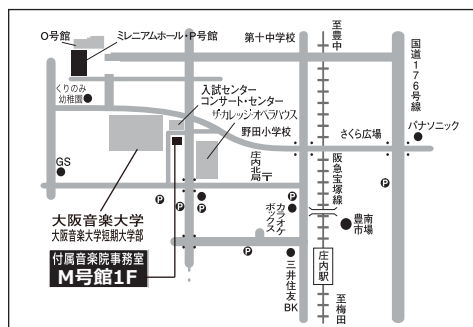 O号館
ミレニアムホール・P号館
第十中学校
至豊中
国道176号線
くりのみ
幼稚園
入試センター
コンサート・センター
ザ・カレッジ・オペラハウス
野田小学校
さくら広場
パナソニック
GS
庄内北局〒
阪急宝塚線
P
大阪音楽大学
大阪音楽大学短期大学部
P
P
P
カラオケ
ボックス
豊南
市場
付属音楽院事務室
M号館1F
P
三井住友
BK
庄内駅
至梅田